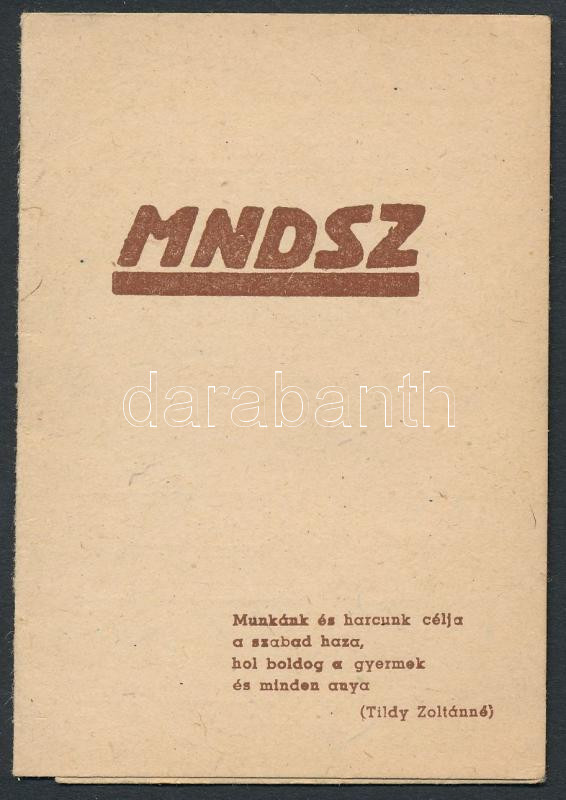 MNDSZ
darabanth
Munkánk és harcunk célja
a szabad haza,
hol boldog a gyermek
és minden anya
(Tildy Zoltánné)